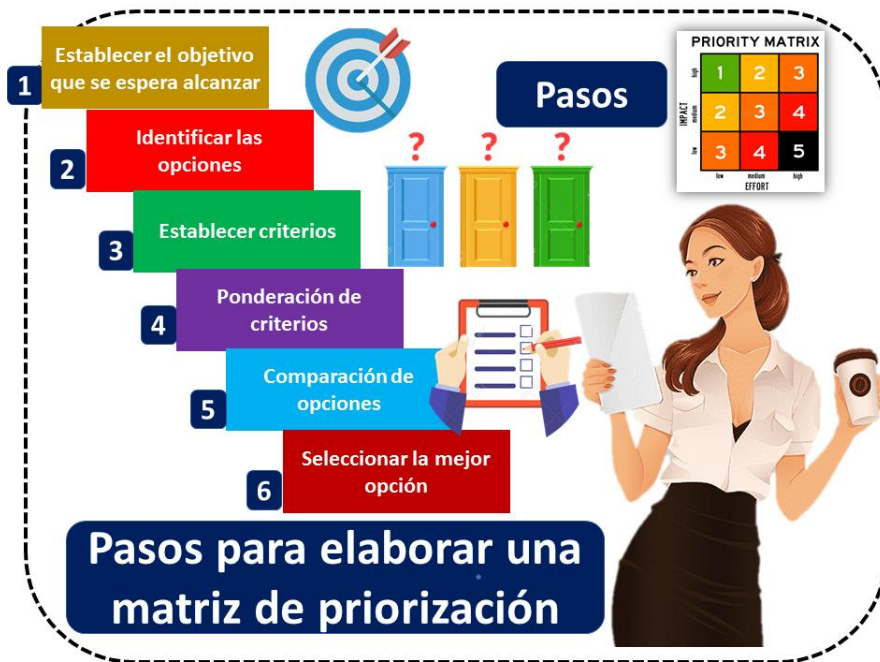 1
Establecer el objetivo
que se espera alcanzar
2
Identificar las
opciones
3
Establecer criterios
4
Ponderación de
criterios
5
Comparación de
opciones
6
Seleccionar la mejor
opción
Pasos
PRIORITY MATRIX
high
1 2 3
IMPACT
medium
2 3 4
low
3 4 5
low medium high
EFFORT
Pasos para elaborar una
matriz de priorización